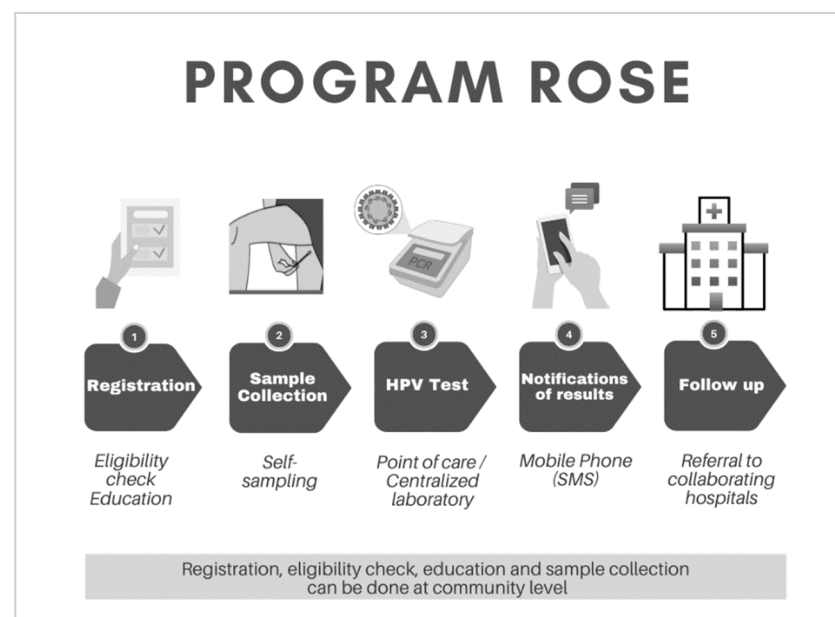 PROGRAM ROSE
PCR
1
2
3
4
5
Registration
Sample
Collection
HPV Test
Notifications
of results
Follow up
Eligibility
check
Education
Self-
sampling
Point of care /
Centralized
laboratory
Mobile Phone
(SMS)
Referral to
collaborating
hospitals
Registration, eligibility check, education and sample collection
can be done at community level